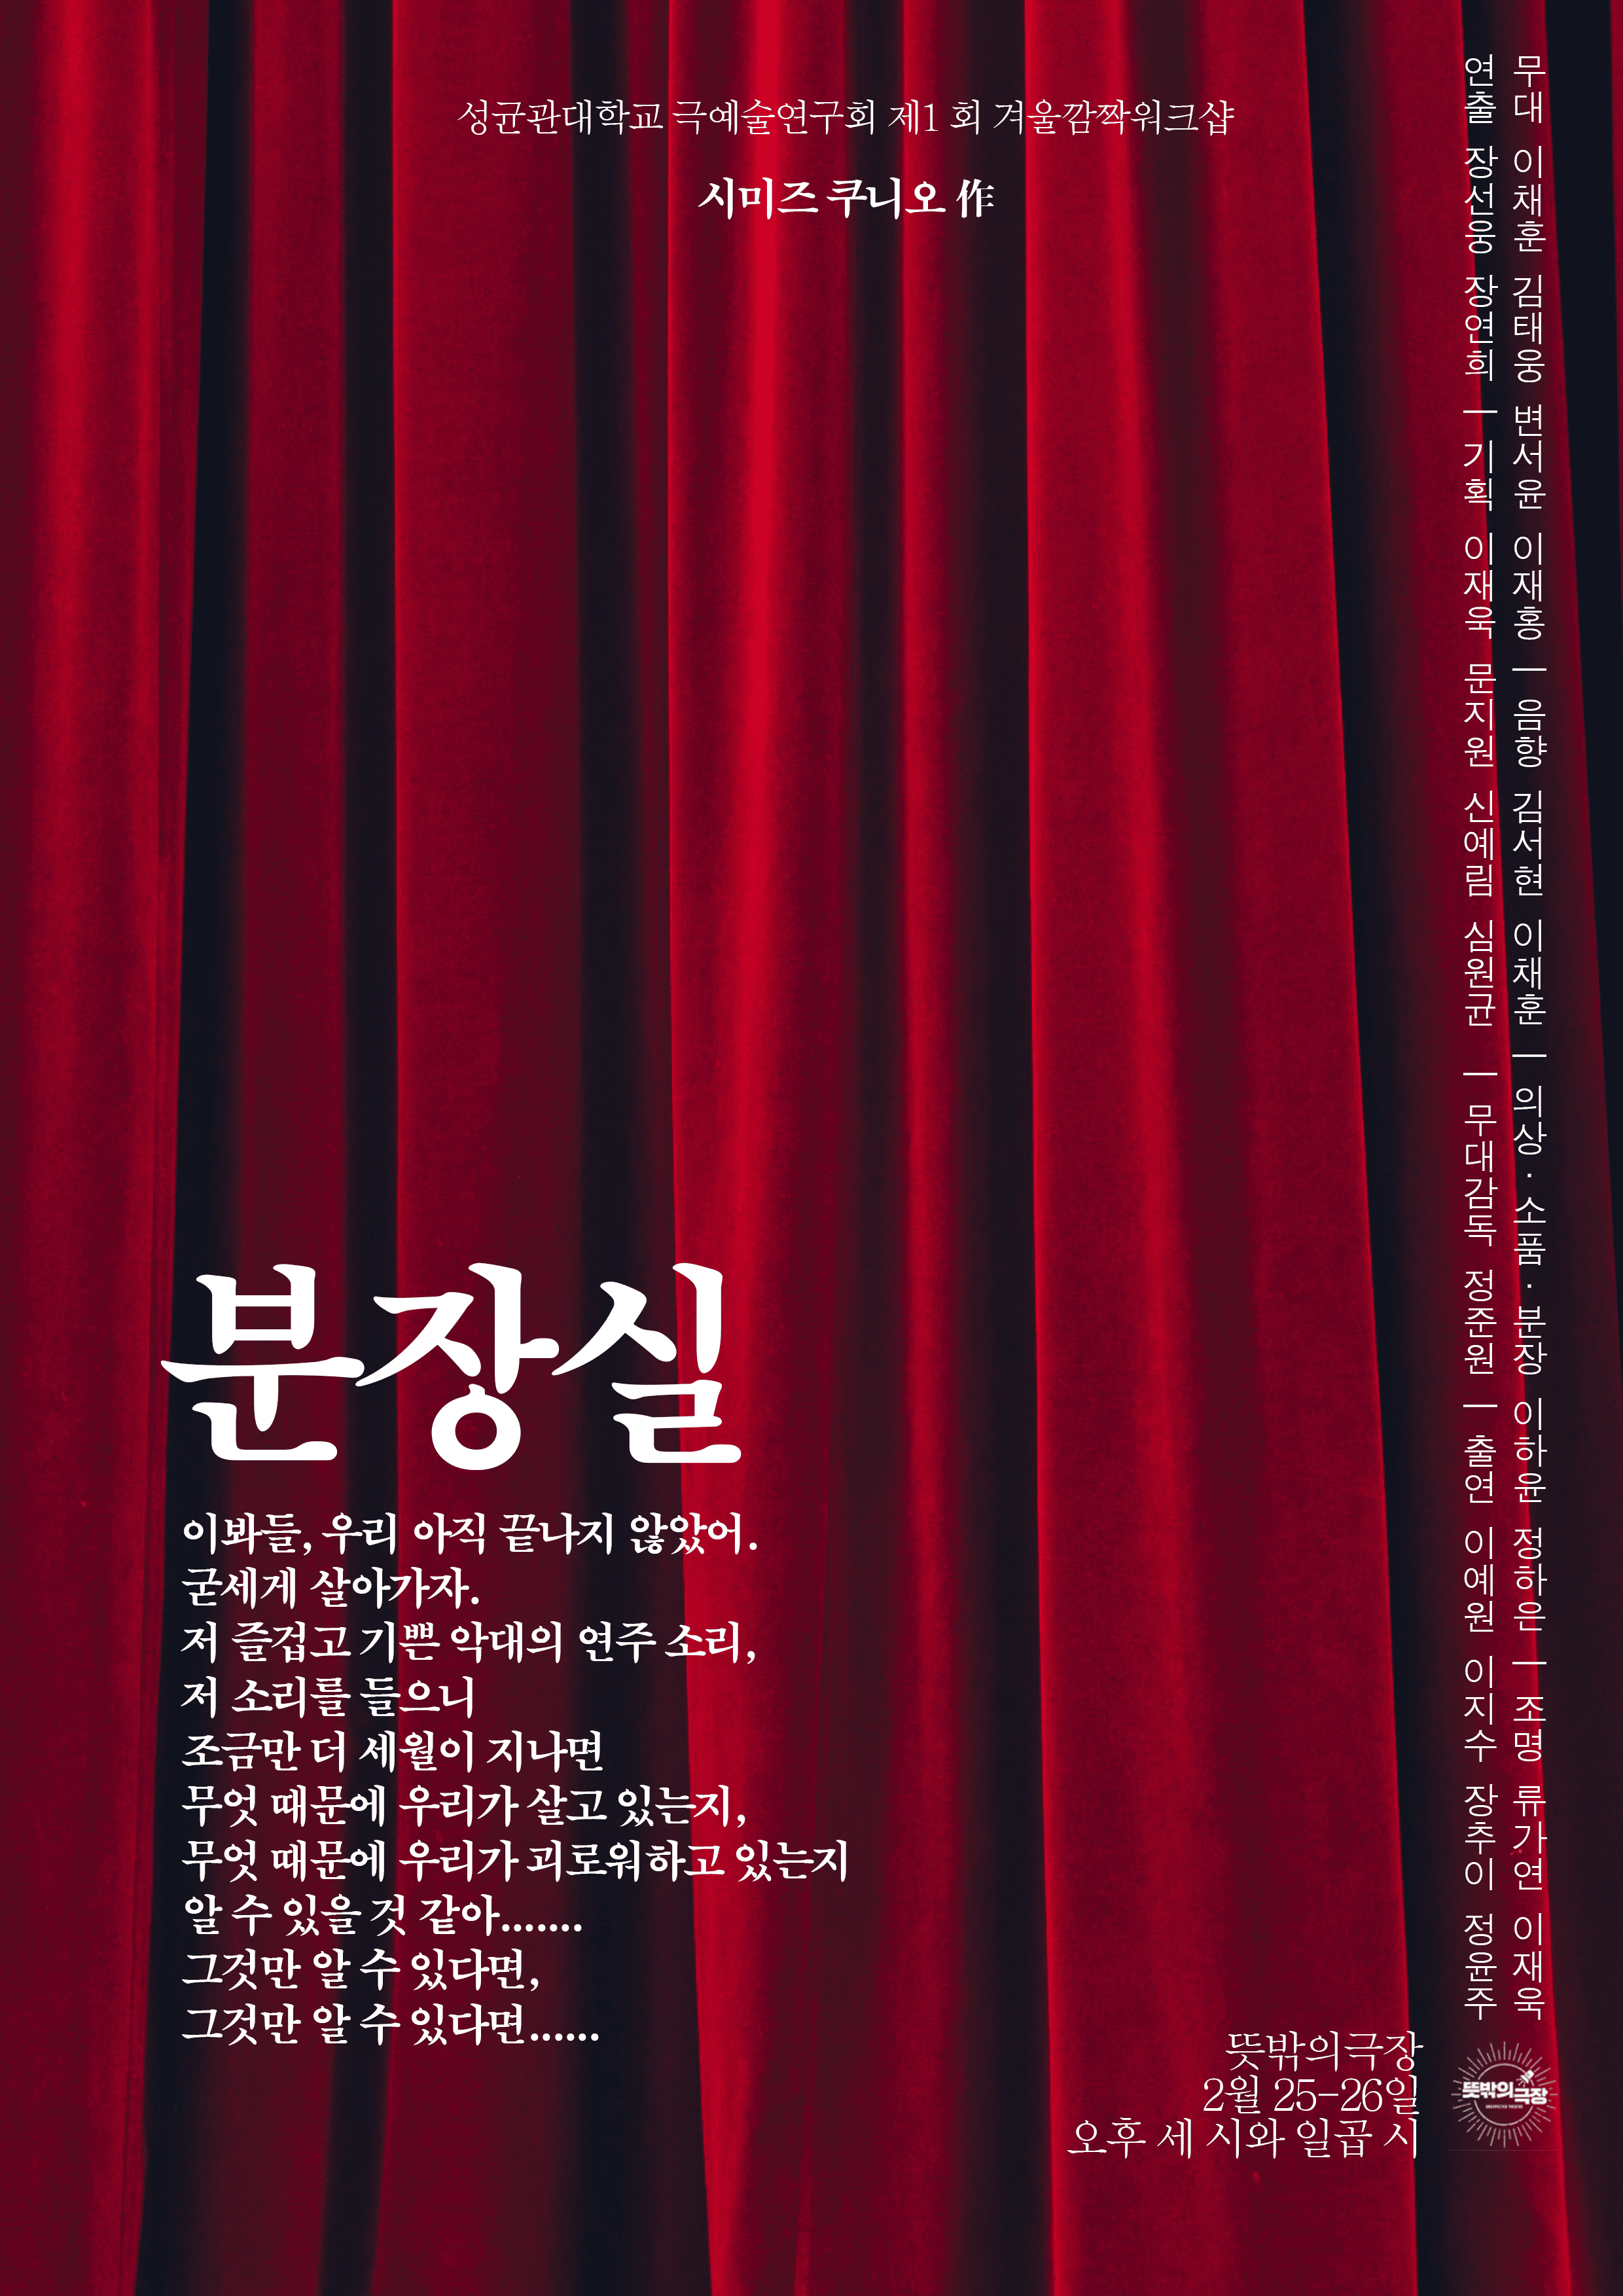 성균관대학교 극예술연구회 제1 회 겨울깜짝워크샵
시미즈 쿠니오 作
분장실
이봐들, 우리 아직 끝나지 않았어.
굳세게 살아가자.
저 즐겁고 기쁜 악대의 연주 소리,
저 소리를 들으니
조금만 더 세월이 지나면
무엇 때문에 우리가 살고 있는지,
무엇 때문에 우리가 괴로워하고 있는지
알 수 있을 것 같아.......
그것만 알 수 있다면,
그것만 알 수 있다면......
연출 장선웅 장연희 | 기획 이재욱 문지원 신예림 심원균 | 무대감독 정준원 | 출연 이예원 이지수 장추이 정윤주
무대 이채훈 김태웅 변서윤 이재홍 | 음향 김서현 이채훈 | 의상 · 소품 · 분장 이하윤 정하은 | 조명 류가연 이재욱
뜻밖의극장
2월 25-26일
오후 세 시와 일곱 시
뜻밖의극장
UNEXPECTED THEATRE